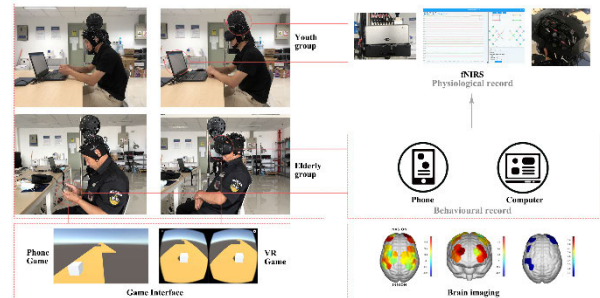 Youth
group
fNIRS
Physiological record
Elderly
group
Phone
Computer
Behavioural record
Phone
Game
VR
Game
Game Interface
Brain imaging